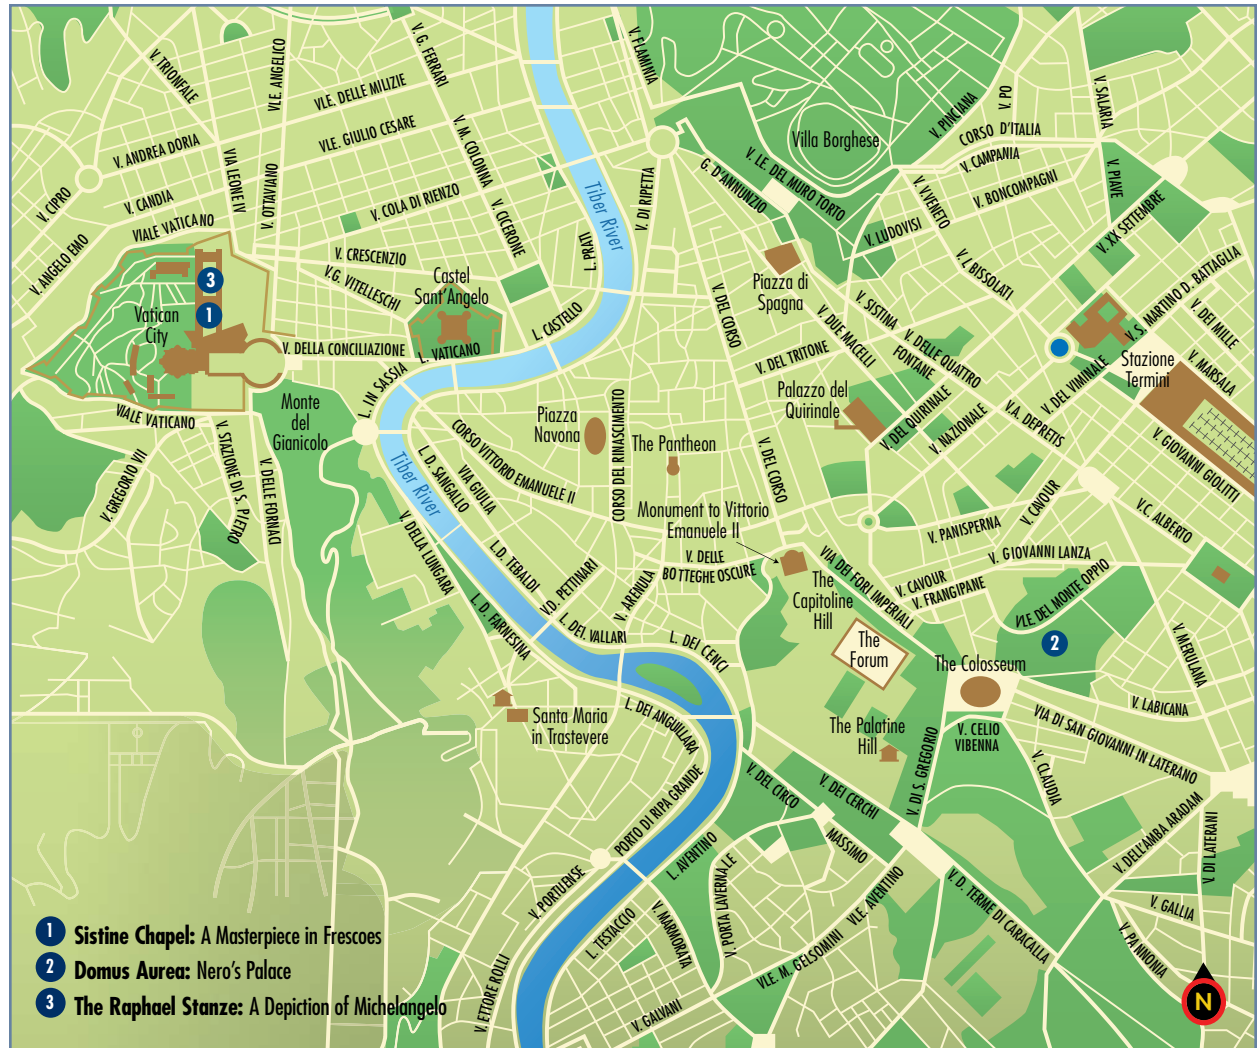 V. TRIONFALE
VLE. ANGELICO
V. G. FERRARI
VLE. DELLE MILIZIE
VLE. GIULIO CESARE
V. ANDREA DORIA
V. CIPRO
V. CANDIA
VIA LEONE IV
V. OTTAVIANO
V. M. COLONNA
V. COLA DI RIENZO
V. CICERONE
VIALE VATICANO
V. ANGELO EMO
V. CRESCENZIO
V.G. VITELLESCHI
Castel
Sant'Angelo
3
1
Vatican
City
V. DELLA CONCILIAZIONE
L. VATICANO
L. CASTELLO
L. PRATI
Tiber River
V. FLAMINIA
V. DI RIPETTA
G. D'ANNUNZIO
V. LE. DEL MURO TORTO
Villa Borghese
V. PINCIANA
V. PO
V. SALARIA
CORSO D'ITALIA
V. CAMPANIA
V. BONCOMPAGNI
V. PIAVE
V. V.VENETO
V. LUDOVISI
V. XX SETTEMBRE
V. L. BISSOLATI
Piazza di
Spagna
V. DEL CORSO
V. SISTINA
V. DUE MACELLI
V. DELLE QUATRO
FONTANE
V. DEL TRITONE
Palazzo del
Quirinale
V. DEL QUIRINALE
V. NAZIONALE
V.A. DEPRETIS
V. DEL VIMINALE
V. S. MARTINO D. BATTAGLIA
V. DEI MILLE
V. MARSALA
Stazione
Termini
V. GIOVANNI GIOLITTI
V.C. ALBERTO
VIALE VATICANO
V. GREGORIO VII
V. STAZIONE DI S. PIETRO
V. DELLE FORNACI
Monte
del
Gianicolo
L. IN SASSIA
Tiber River
L. D. SANGALLO
CORSO VITTORIO EMANUELE II
VIA GIULIA
Piazza
Navona
CORSO DEL RINASCIMENTO
The Pantheon
V. DEL CORSO
Monument to Vittorio
Emanuele II
V. DELLE
BOTTEGHE OSCURE
V. DELLA LUNGARA
L.D. TEBALDI
V.D. PETTINARI
V. ARENULA
L. D. FARNESINA
L. DEI. VALLARI
L. DEI CENCI
VIA DEI FORI IMPERIALI
The
Capitoline
Hill
V. PANISPERNA
V. CAVOUR
V. GIOVANNI LANZA
V. CAVOUR
V. FRANGIPANE
VLE DEL MONTE OPPIO
2
V. MERULANA
The
Forum
The Colosseum
V. LABICANA
VIA DI SAN GIOVANNI IN LATERANO
The Palatine
Hill
V. CELIO
VIBENNA
V. DI S. GREGORIO
V. CLAUDIA
Santa Maria
in Trastevere
L. DEI ANGUILLARA
PORTO DI RIPA GRANDE
V. PORTUENSE
V. DEL CIRCO
MASSIMO
V. DEI CERCHI
L. AVENTINO
V. PORTA LAVERNALE
VLE. AVENTINO
V. D. TERME DI CARACALLA
V. DELL'AMBA ARADAM
V. DI LATERANI
V. GALLIA
V. PANNONIA
L. TESTACCIO
V. MARMORATA
VLE. M. GELSOMINI
V. GALVANI
V. ETTORE ROLLI
1 Sistine Chapel: A Masterpiece in Frescoes
2 Domus Aurea: Nero's Palace
3 The Raphael Stanze: A Depiction of Michelangelo
N